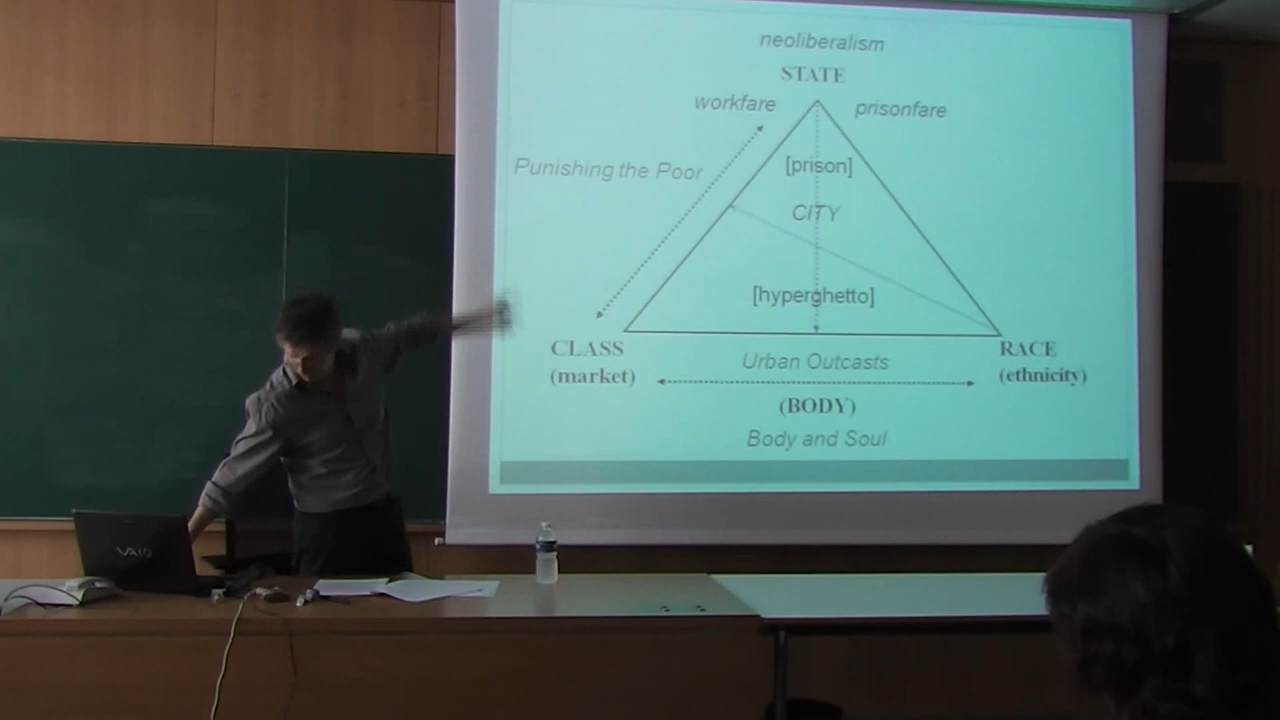 neoliberalism
STATE
workfare prisonfare
Punishing the Poor
[prison]
CITY
[hyperghetto]
CLASS
(market)
RACE
(ethnicity)
Urban Outcasts
(BODY)
Body and Soul
VAIO